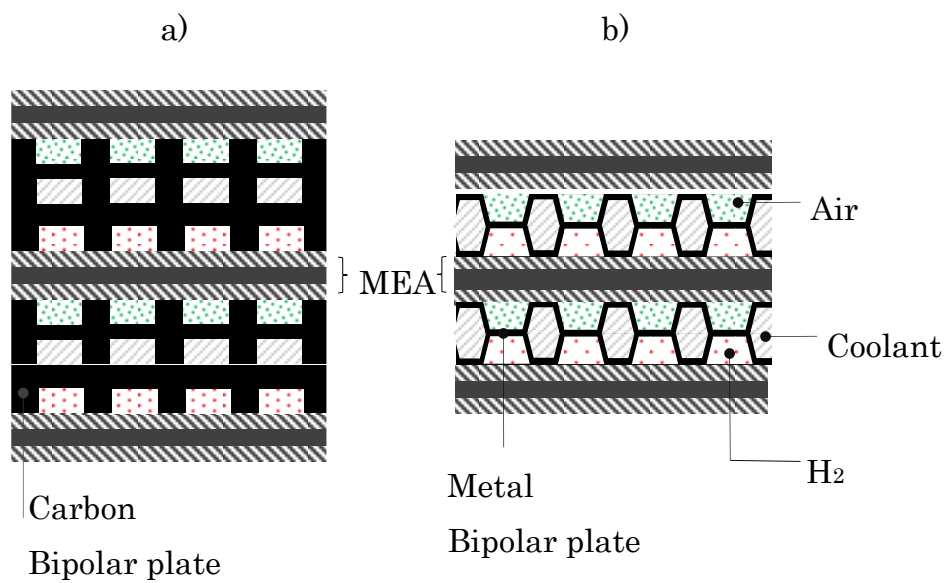 a)
b)
Air
MEA
Coolant
H2
Metal
Bipolar plate
Carbon
Bipolar plate